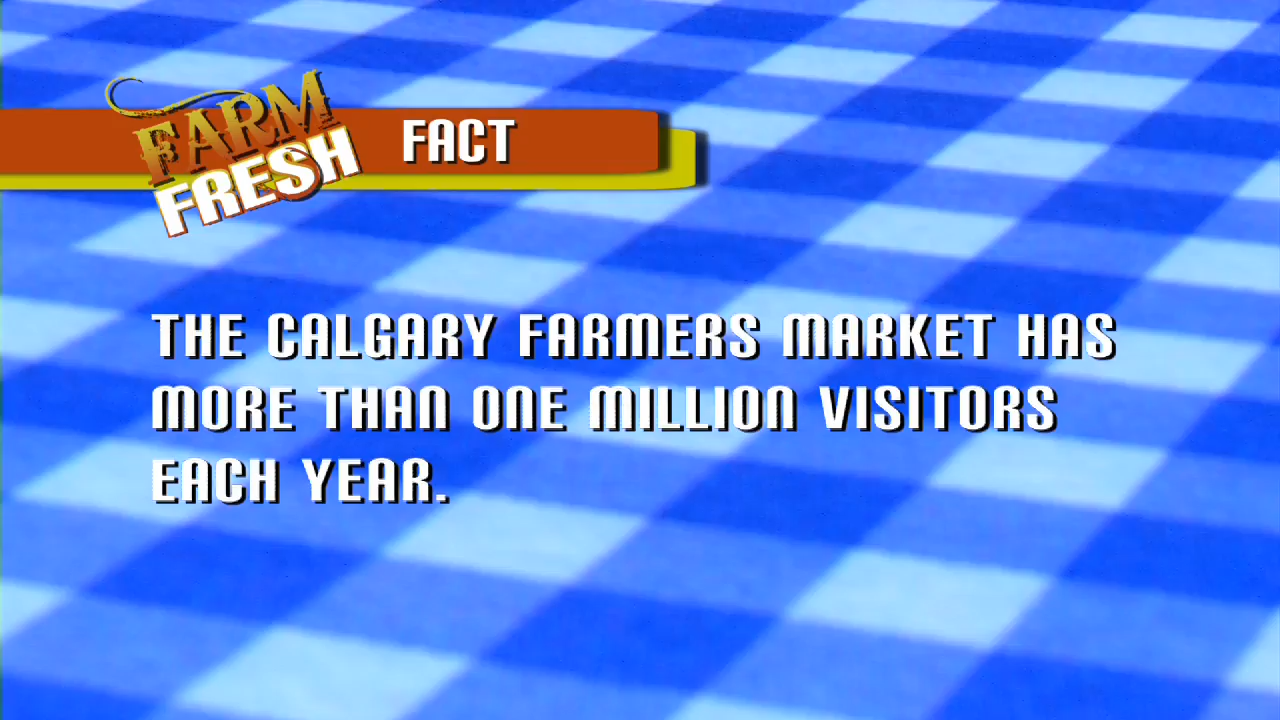 FARM
FRESH
FACT
THE CALGARY FARMERS MARKET HAS
MORE THAN ONE MILLION VISITORS
EACH YEAR.